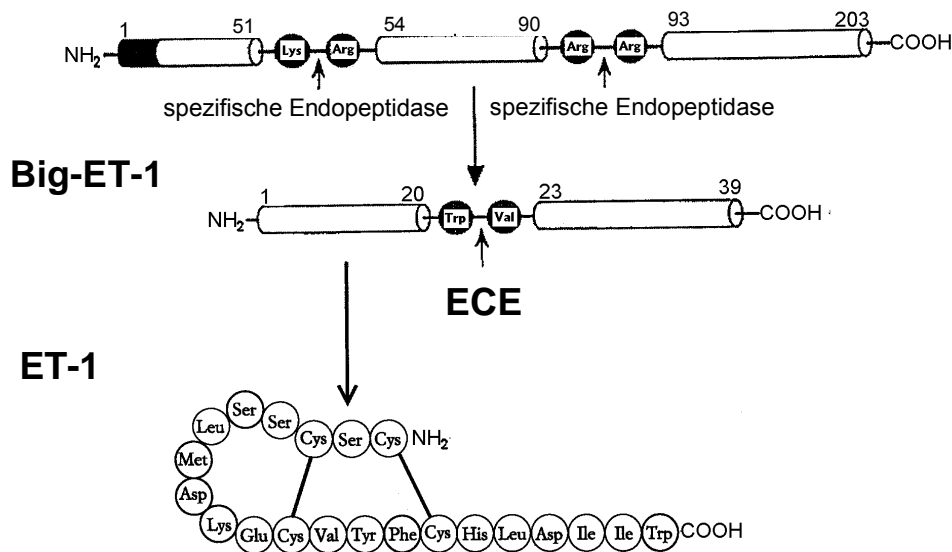 1 51 54 90 93 203
NH2 Lys Arg Arg Arg COOH
spezifische Endopeptidase spezifische Endopeptidase
Big-ET-1
1 20 23 39
NH2 Trp Val COOH
ECE
ET-1
Ser Ser Leu Met Asp Lys
Cys Ser Cys NH2
Glu Cys Val Tyr Phe Cys His Leu Asp Ile Ile Trp COOH